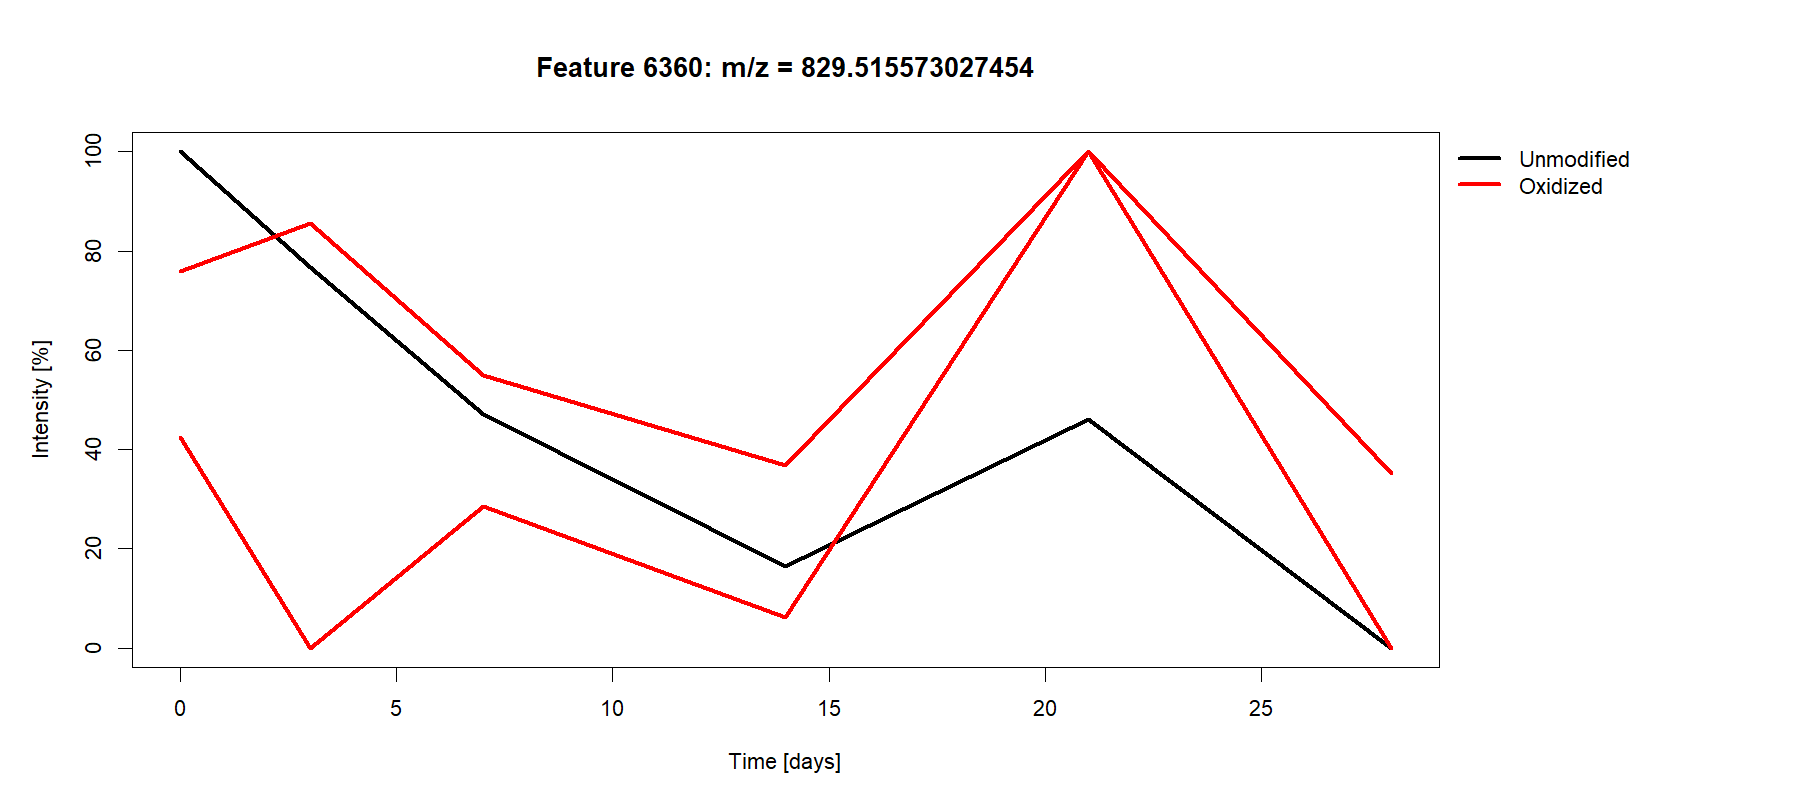 Feature 6360: m/z = 829.515573027454
Unmodified
Oxidized
Intensity [%]
100
80
60
40
20
0
0 5 10 15 20 25
Time [days]